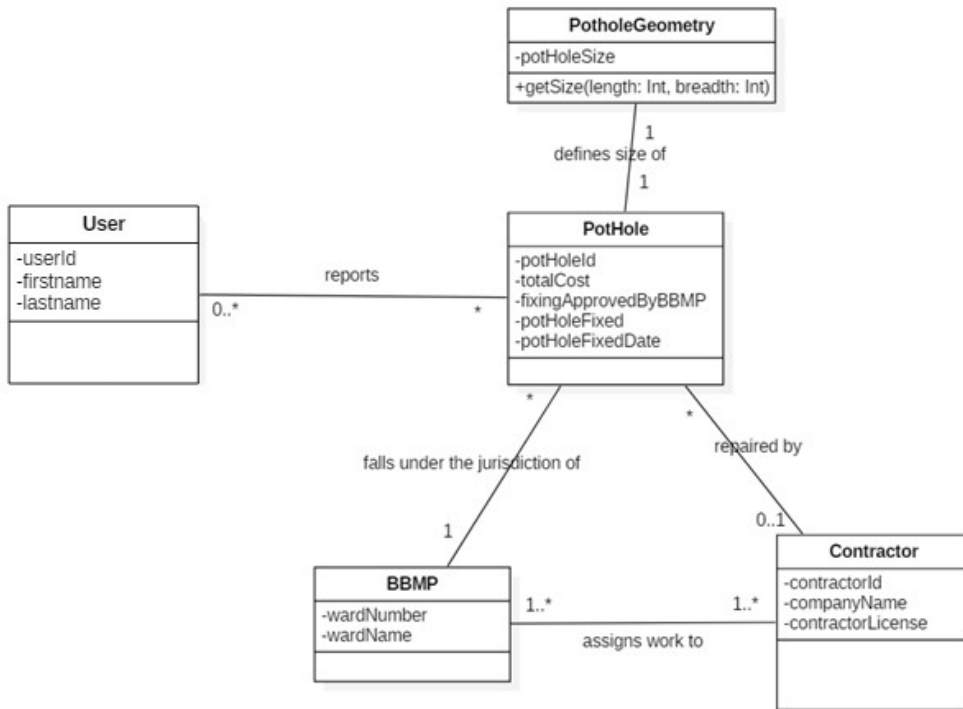 PotholeGeometry
-potHoleSize
+getSize(length: Int, breadth: Int)
1
defines size of
1
User
-userId
-firstname
-lastname
reports
0..*
*
PotHole
-potHoleId
-totalCost
-fixingApprovedByBBMP
-potHoleFixed
-potHoleFixedDate
*
*
falls under the jurisdiction of
repaired by
1
0..1
BBMP
-wardNumber
-wardName
1..*
1..*
assigns work to
Contractor
-contractorId
-companyName
-contractorLicense